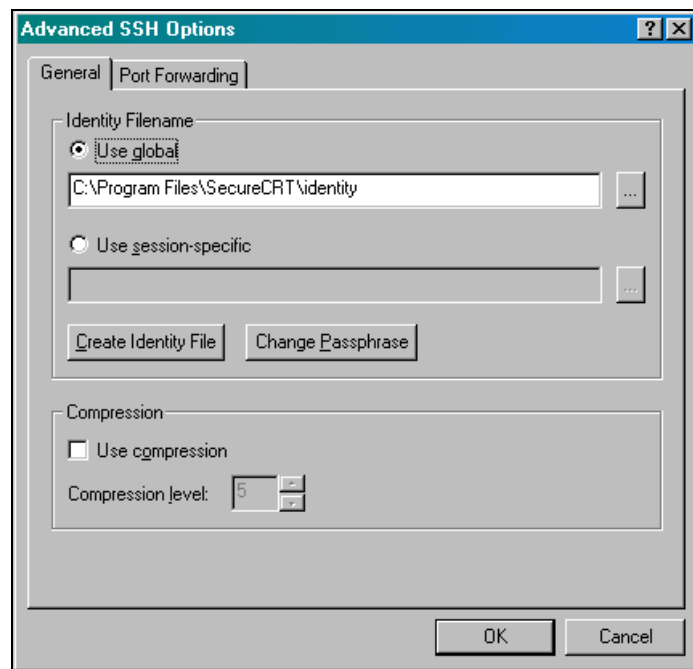 Advanced SSH Options
General Port Forwarding
Identity Filename
Use global
C:\Program Files\SecureCRT\identity ...
Use session-specific
...
Create Identity File Change Passphrase
Compression
Use compression
Compression level: 5
OK Cancel